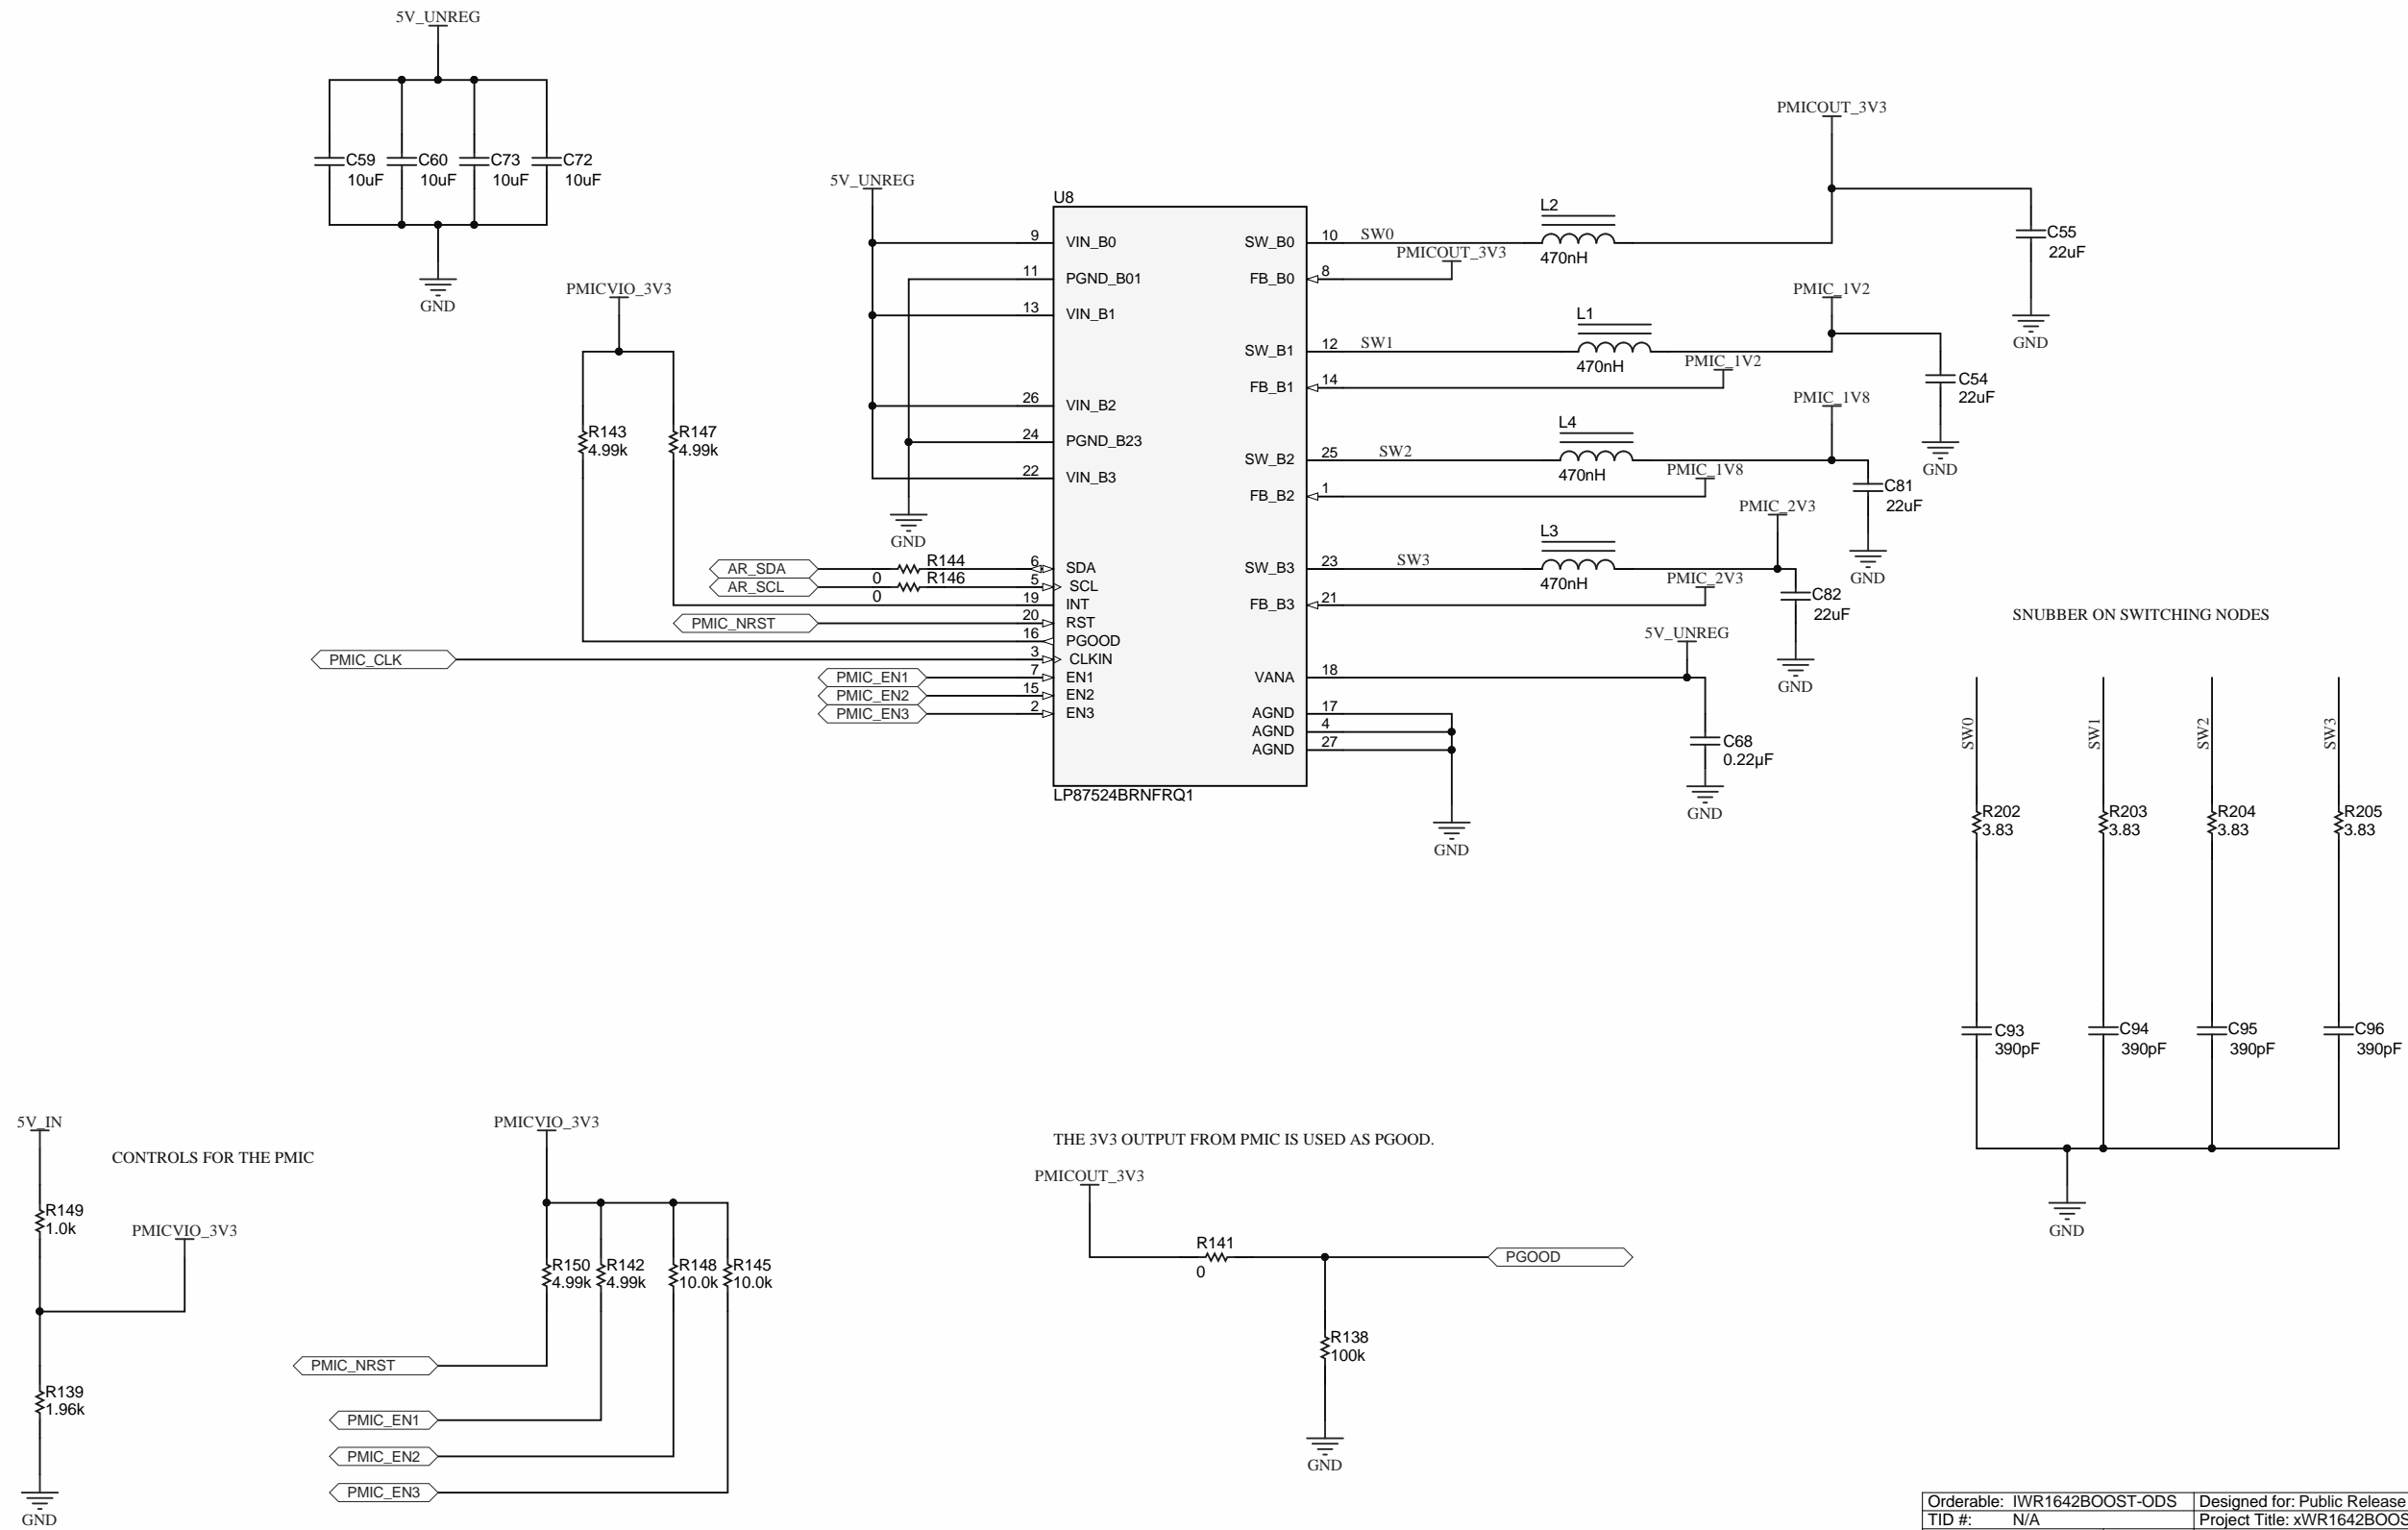 5V_UNREG
C59
10uF
C60
10uF
C73
10uF
C72
10uF
GND
PMICVIO_3V3
R143
4.99k
R147
4.99k
5V_UNREG
GND
AR_SDA
AR_SCL
R144
0
R146
0
PMIC_NRST
PMIC_CLK
PMIC_EN1
PMIC_EN2
PMIC_EN3
U8
9 VIN_B0
11 PGND_B01
13 VIN_B1
26 VIN_B2
24 PGND_B23
22 VIN_B3
6 SDA
5 SCL
19 INT
20 RST
16 PGOOD
3 CLKIN
7 EN1
15 EN2
2 EN3
SW_B0 10 SW0
FB_B0 8
SW_B1 12 SW1
FB_B1 14
SW_B2 25 SW2
FB_B2 1
SW_B3 23 SW3
FB_B3 21
VANA 18
AGND 17
AGND 4
AGND 27
LP87524BRNFRQ1
PMICOUT_3V3
L2
470nH
PMICOUT_3V3
C55
22uF
GND
L1
470nH
PMIC_1V2
PMIC_1V2
C54
22uF
GND
L4
470nH
PMIC_1V8
PMIC_1V8
C81
22uF
GND
L3
470nH
PMIC_2V3
PMIC_2V3
C82
22uF
GND
5V_UNREG
C68
0.22µF
GND
GND
SNUBBER ON SWITCHING NODES
SW0
SW1
SW2
SW3
R202
3.83
R203
3.83
R204
3.83
R205
3.83
C93
390pF
C94
390pF
C95
390pF
C96
390pF
GND
5V_IN
CONTROLS FOR THE PMIC
R149
1.0k
PMICVIO_3V3
R139
1.96k
GND
PMICVIO_3V3
R150
4.99k
R142
4.99k
R148
10.0k
R145
10.0k
PMIC_NRST
PMIC_EN1
PMIC_EN2
PMIC_EN3
THE 3V3 OUTPUT FROM PMIC IS USED AS PGOOD.
PMICOUT_3V3
R141
0
PGOOD
R138
100k
GND
Orderable: IWR1642BOOST-ODS Designed for: Public Release
TID #: N/A Project Title: xWR1642BOOS